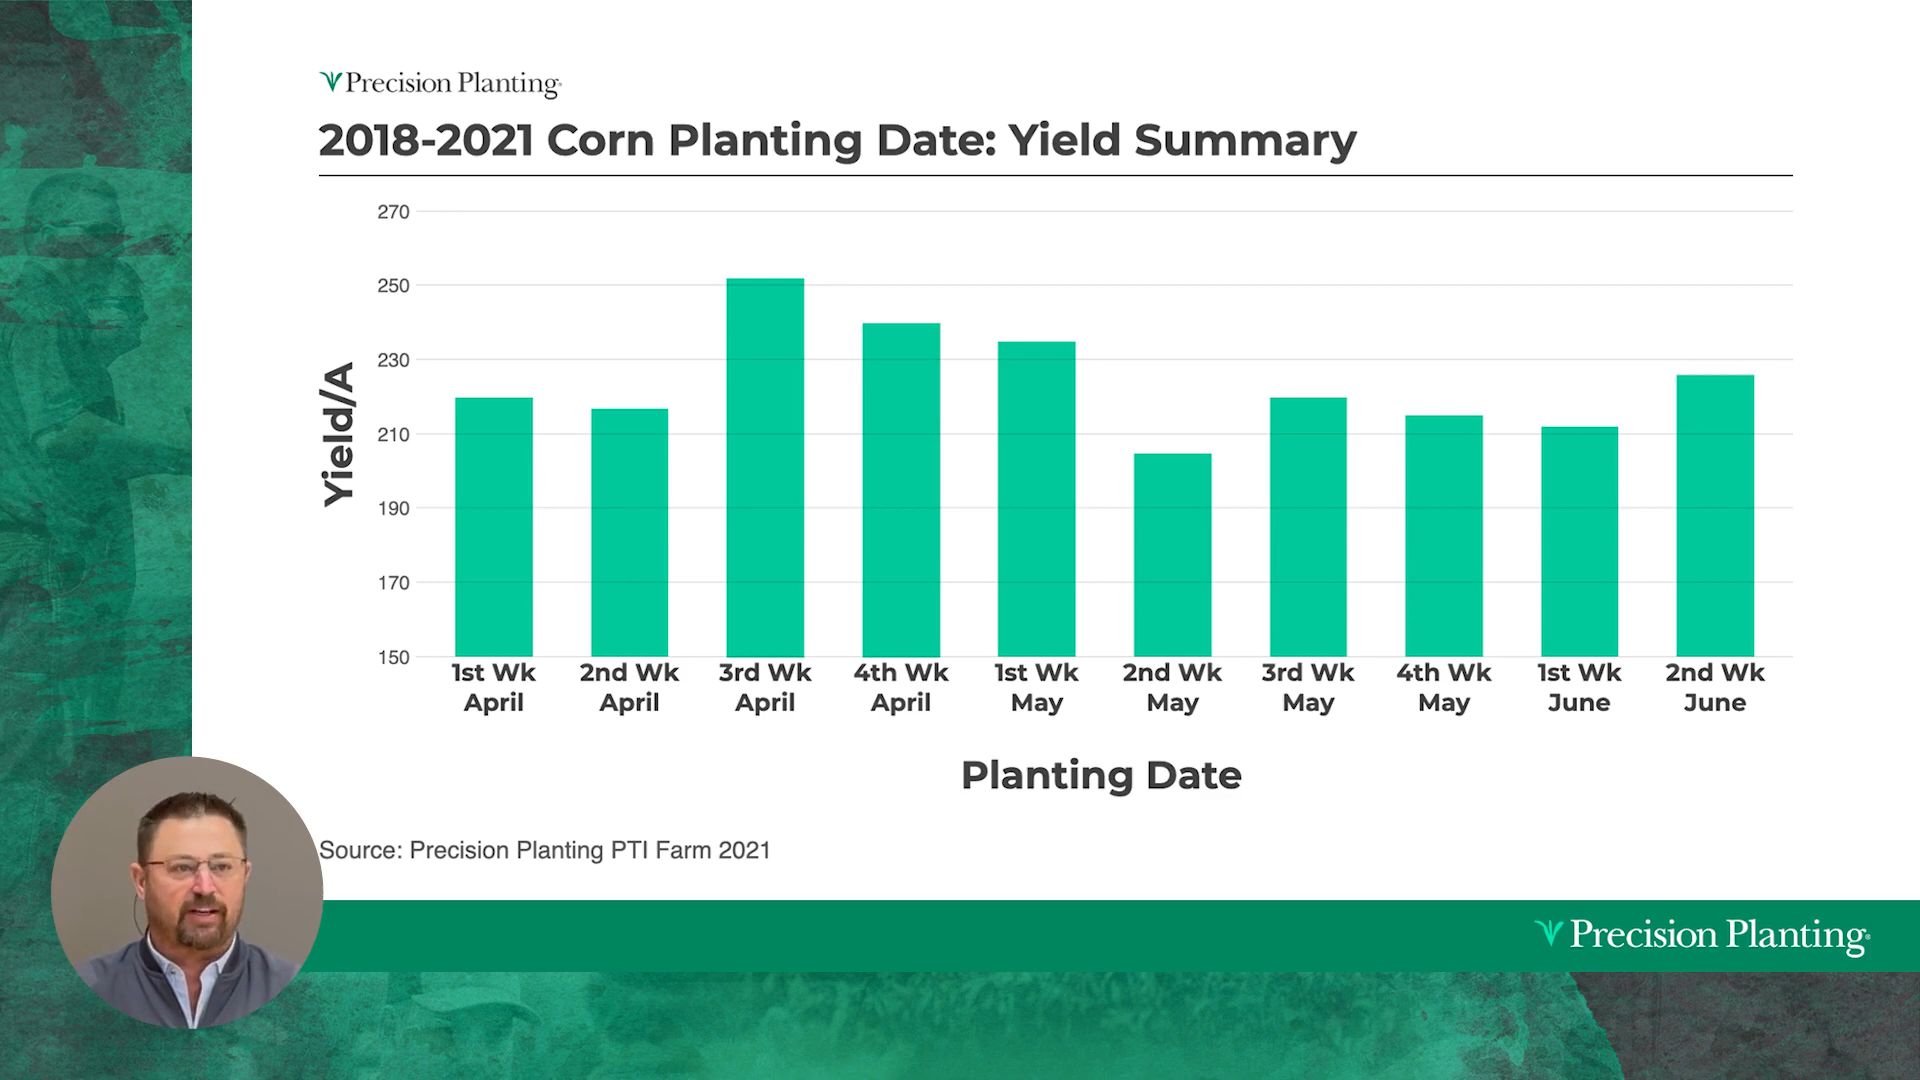 Precision Planting
2018-2021 Corn Planting Date: Yield Summary
Yield/A
270
250
230
210
190
170
150
1st Wk April
2nd Wk April
3rd Wk April
4th Wk April
1st Wk May
2nd Wk May
3rd Wk May
4th Wk May
1st Wk June
2nd Wk June
Planting Date
Source: Precision Planting PTI Farm 2021
Precision Planting